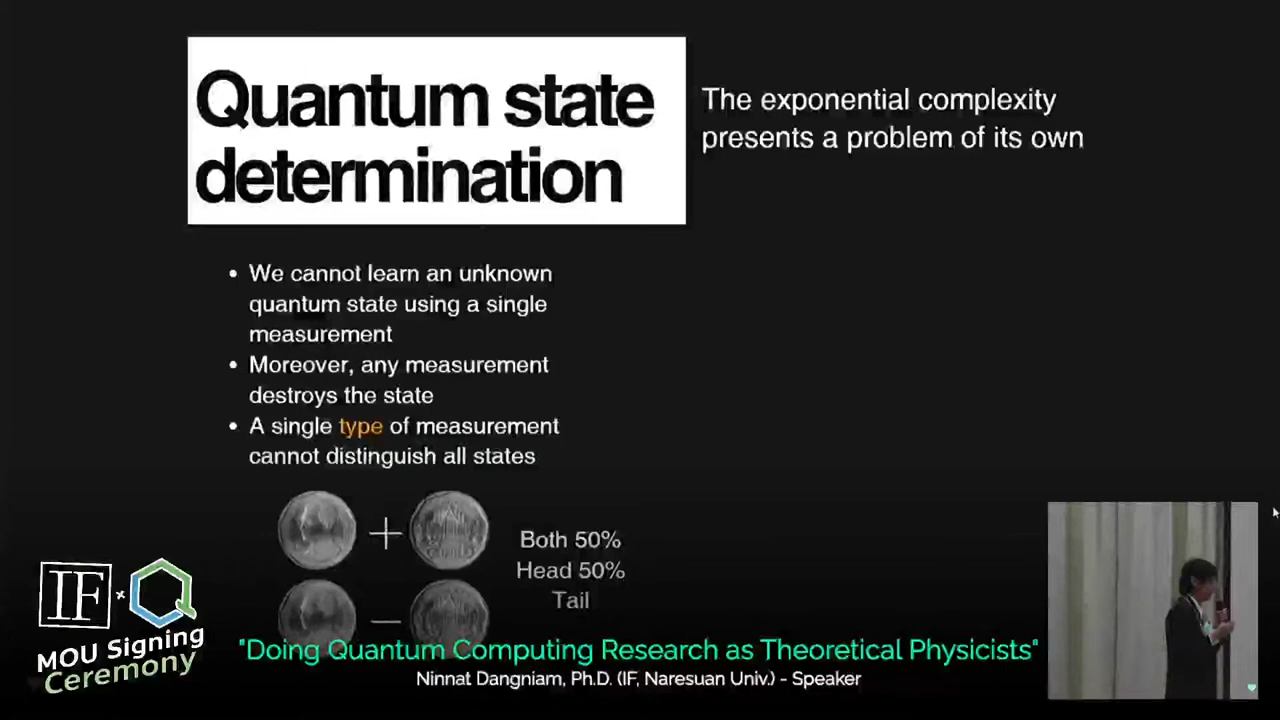 Quantum state
determination
The exponential complexity
presents a problem of its own
• We cannot learn an unknown
quantum state using a single
measurement
• Moreover, any measurement
destroys the state
• A single type of measurement
cannot distinguish all states
+
Both 50%
Head 50%
Tail
−
IF x Q
MOU Signing
Ceremony
"Doing Quantum Computing Research as Theoretical Physicists"
Ninnat Dangniam, Ph.D. (IF, Naresuan Univ.) - Speaker